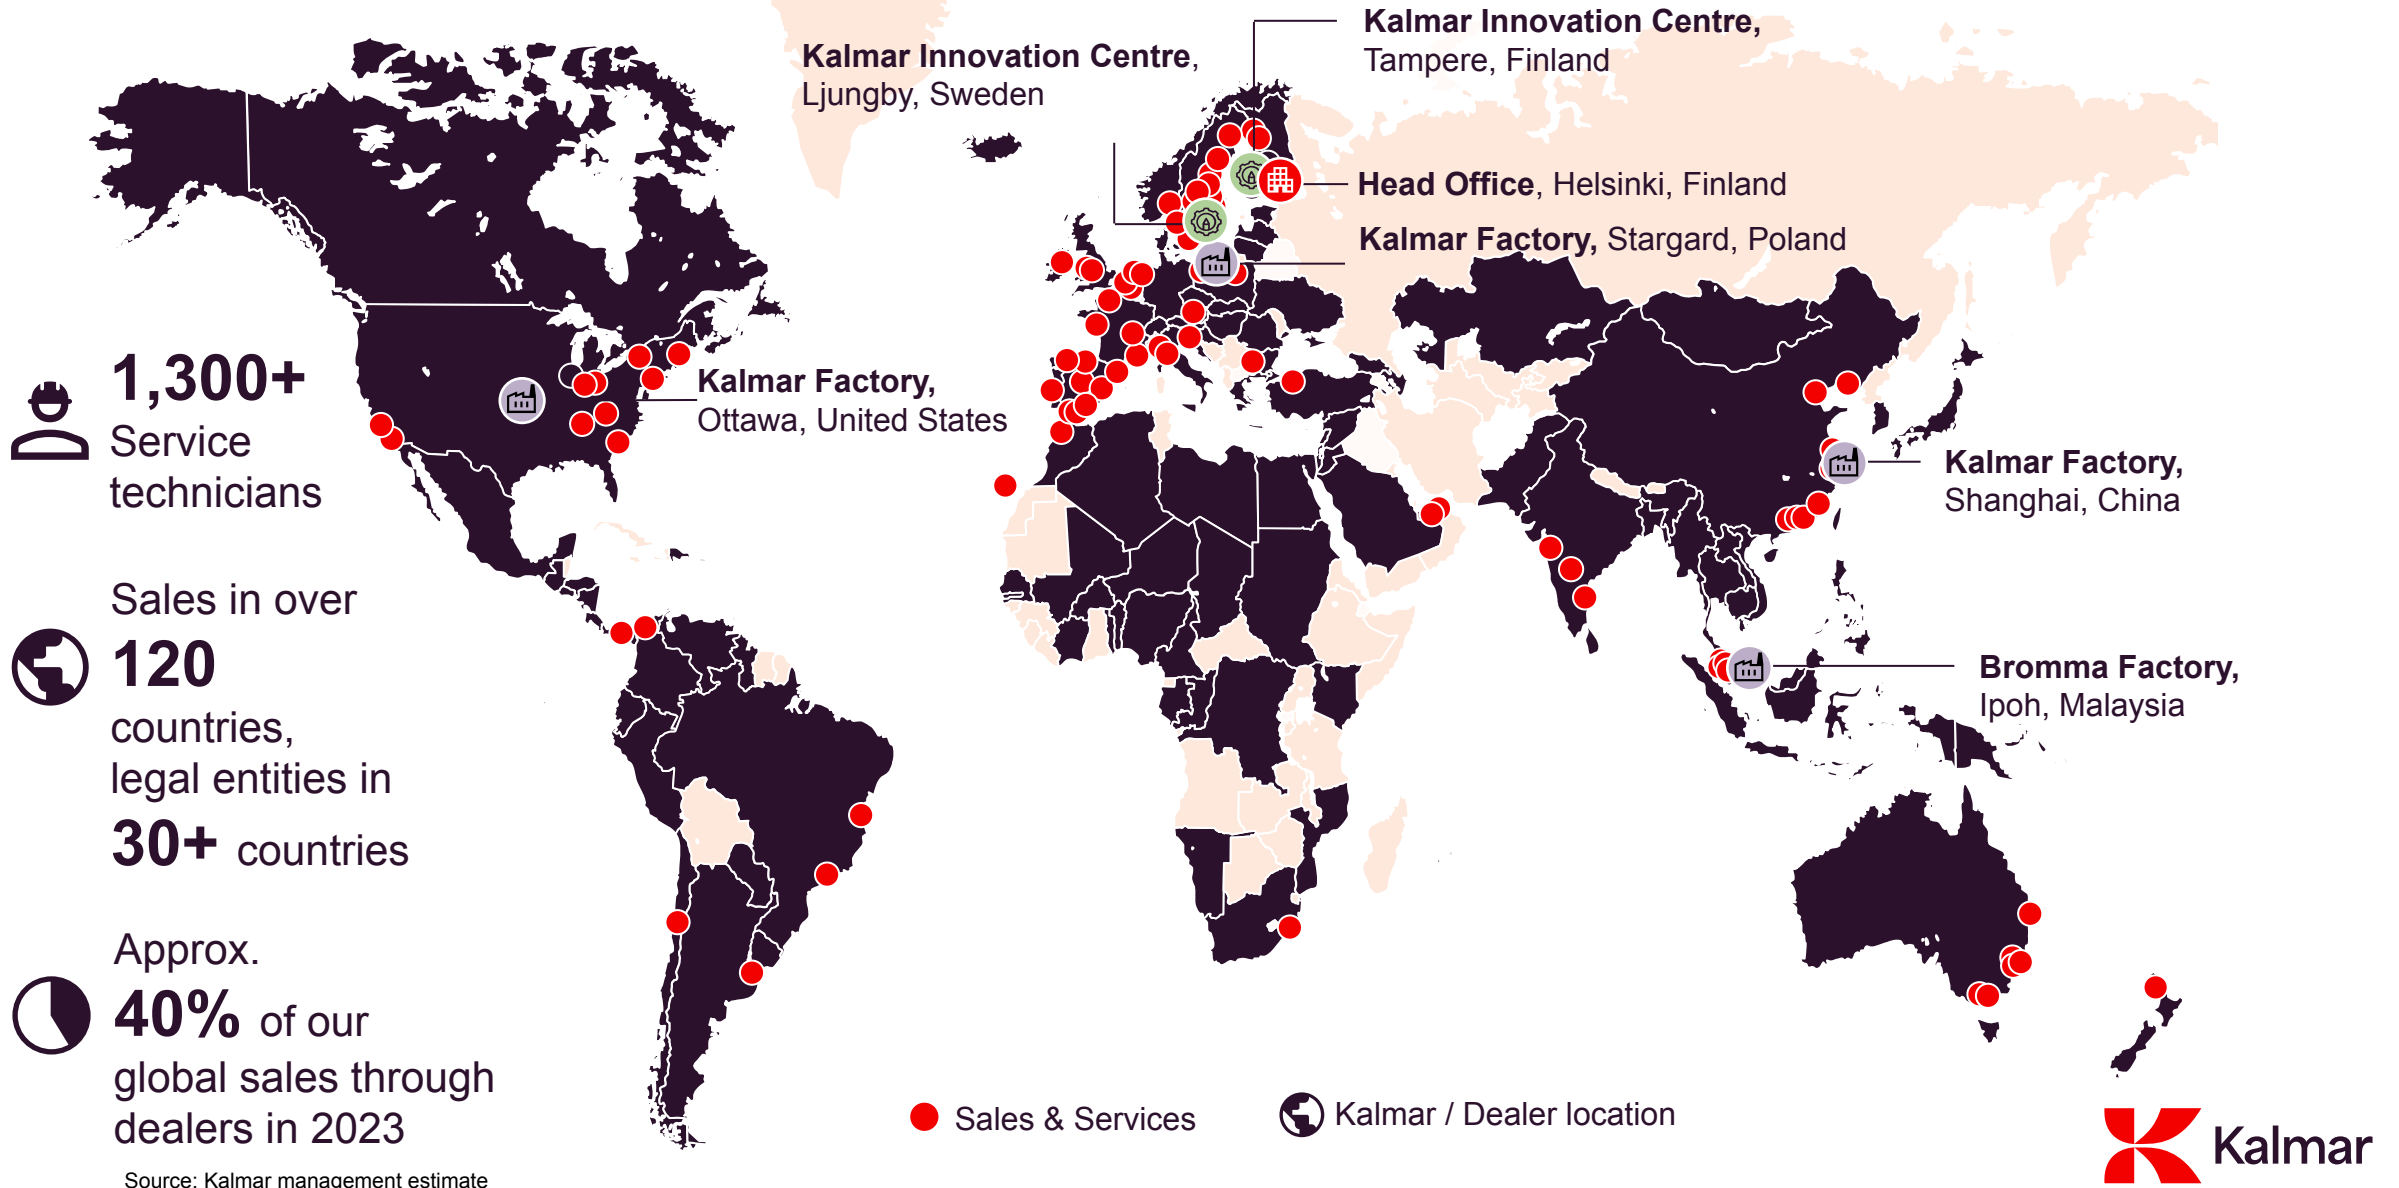 Kalmar Innovation Centre,
Tampere, Finland
Kalmar Innovation Centre,
Ljungby, Sweden
Head Office, Helsinki, Finland
Kalmar Factory, Stargard, Poland
1,300+
Service
technicians
Kalmar Factory,
Ottawa, United States
Kalmar Factory,
Shanghai, China
Sales in over
120
countries,
legal entities in
30+ countries
Bromma Factory,
Ipoh, Malaysia
Approx.
40% of our
global sales through
dealers in 2023
Sales & Services
Kalmar / Dealer location
Kalmar
Source: Kalmar management estimate